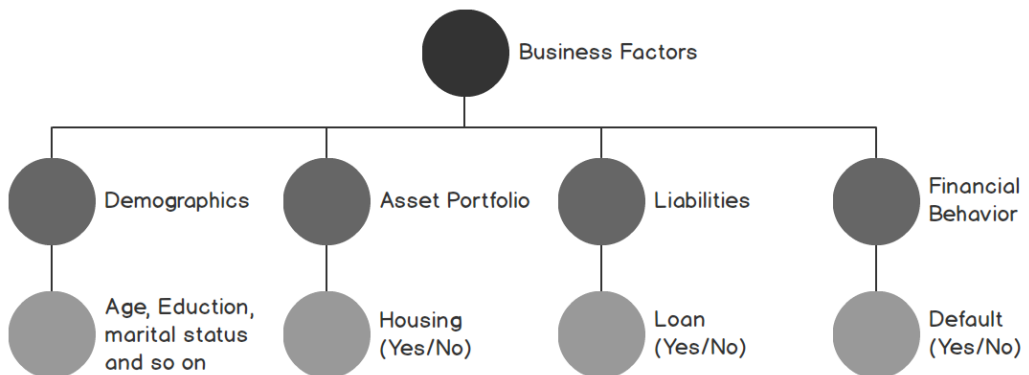 Business Factors
Demographics
Asset Portfolio
Liabilities
Financial
Behavior
Age, Eduction,
marital status
and so on
Housing
(Yes/No)
Loan
(Yes/No)
Default
(Yes/No)